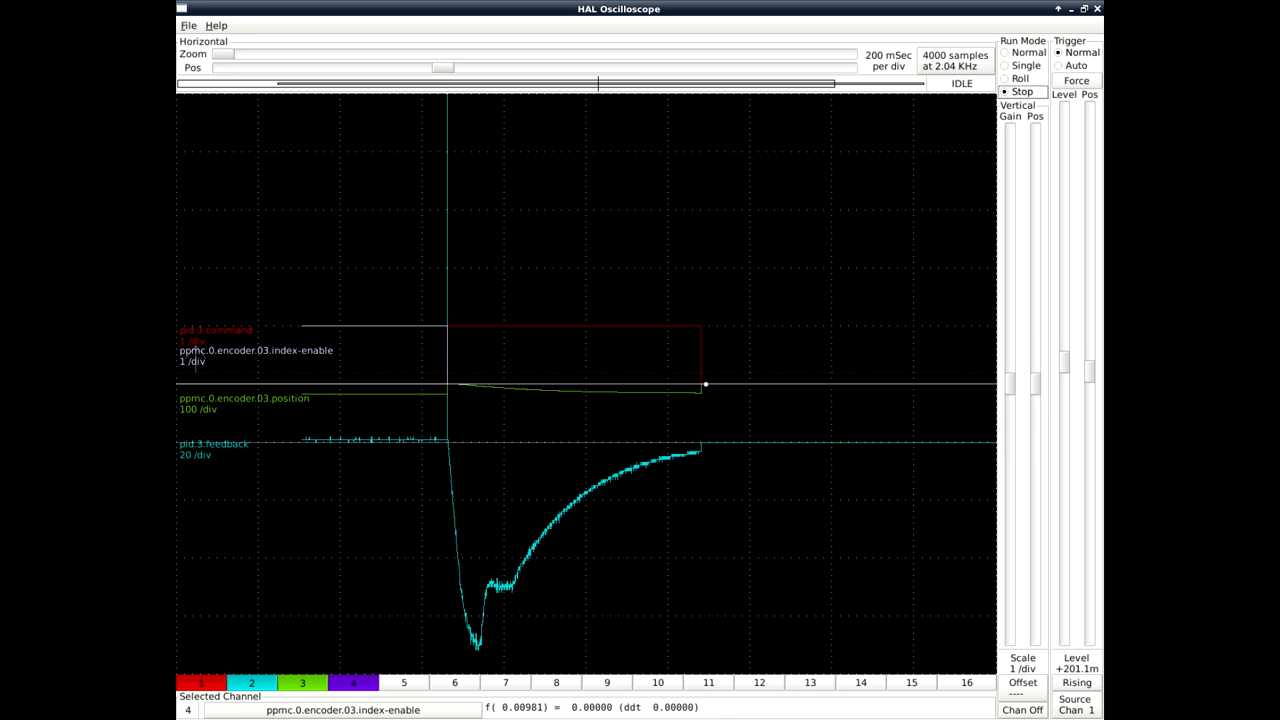 HAL Oscilloscope
File Help
Horizontal
Zoom
Pos
200 mSec
per div
4000 samples
at 2.04 KHz
IDLE
Run Mode
Normal
Single
Roll
Stop
Trigger
Normal
Auto
Force
Level Pos
Vertical
Gain Pos
pid.3.command
1 /div
ppmc.0.encoder.03.index-enable
1 /div
ppmc.0.encoder.03.position
100 /div
pid.3.feedback
20 /div
Scale
1 /div
Offset
----
Chan Off
Level
+201.1m
Rising
Source
Chan 1
1 2 3 4 5 6 7 8 9 10 11 12 13 14 15 16
Selected Channel
4 ppmc.0.encoder.03.index-enable f( 0.00981) = 0.00000 (ddt 0.00000)